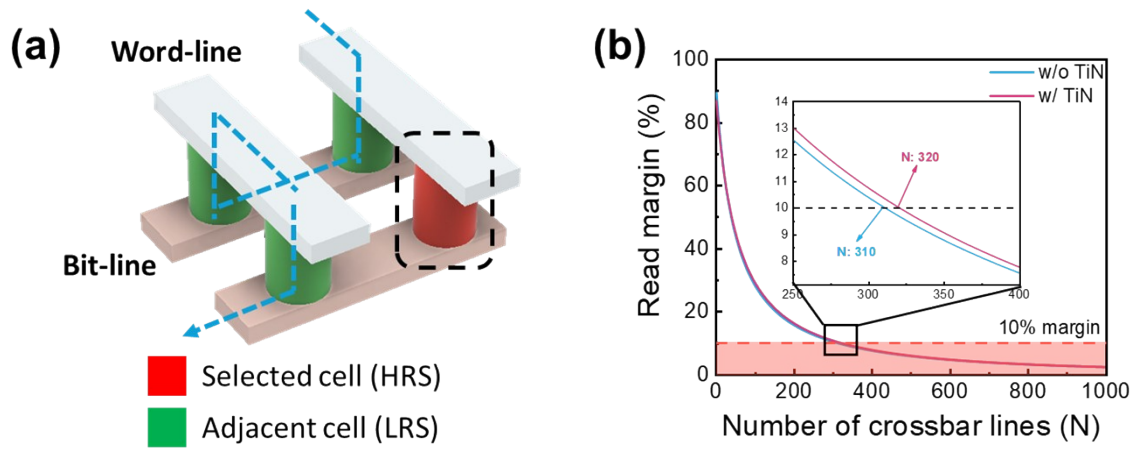 (a)
Word-line
Bit-line
Selected cell (HRS)
Adjacent cell (LRS)
(b)
Read margin (%)
100
80
60
40
20
0
w/o TiN
w/ TiN
14
13
12
11
10
9
8
N: 320
N: 310
250 300 350 400
10% margin
0 200 400 600 800 1000
Number of crossbar lines (N)